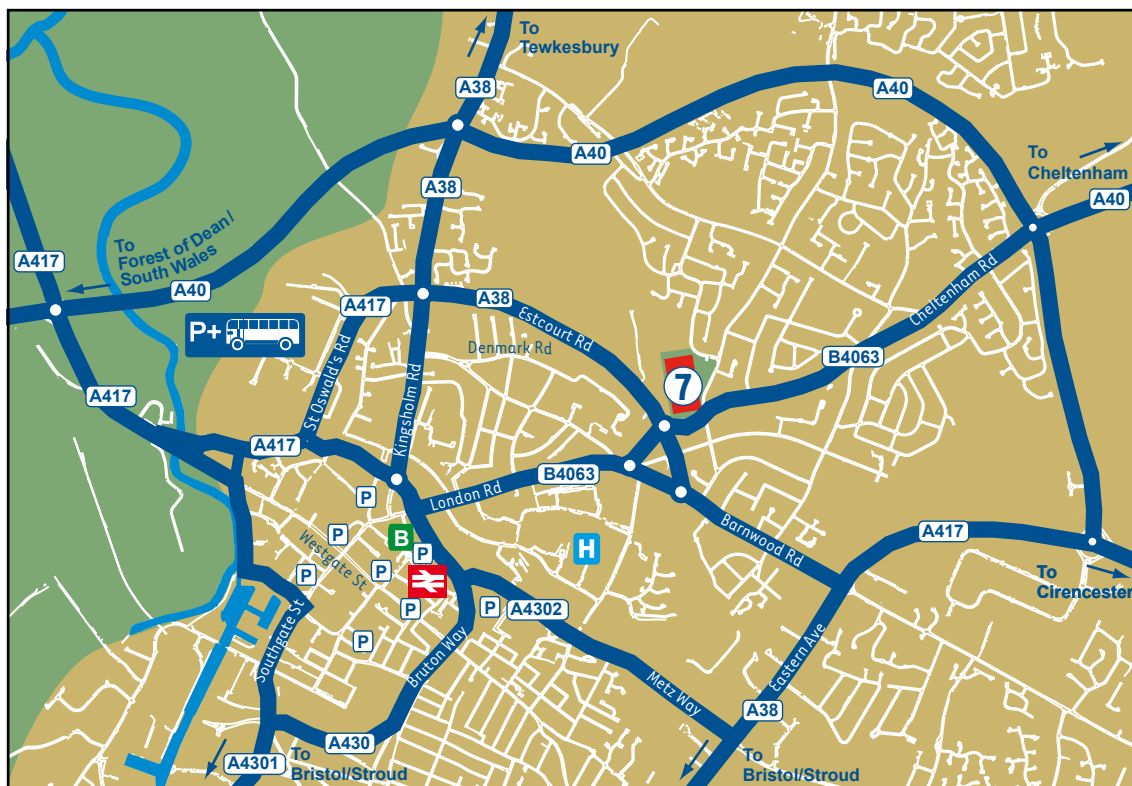 To
Tewkesbury
A38
A40
A40
To
Cheltenham
A40
A38
To
Forest of Dean/
South Wales
A417
A40
A417
A38
Estcourt Rd
Cheltenham Rd
P+
St Oswald's Rd
Denmark Rd
B4063
Kingsholm Rd
7
A417
A417
B4063
London Rd
P
Barnwood Rd
A417
P
Westgate St
B
P
H
P
P
To
Cirencester
P
P
A4302
P
Southgate St
Bruton Way
Eastern Ave
Metz Way
A38
A430
A4301
To
Bristol/Stroud
To
Bristol/Stroud